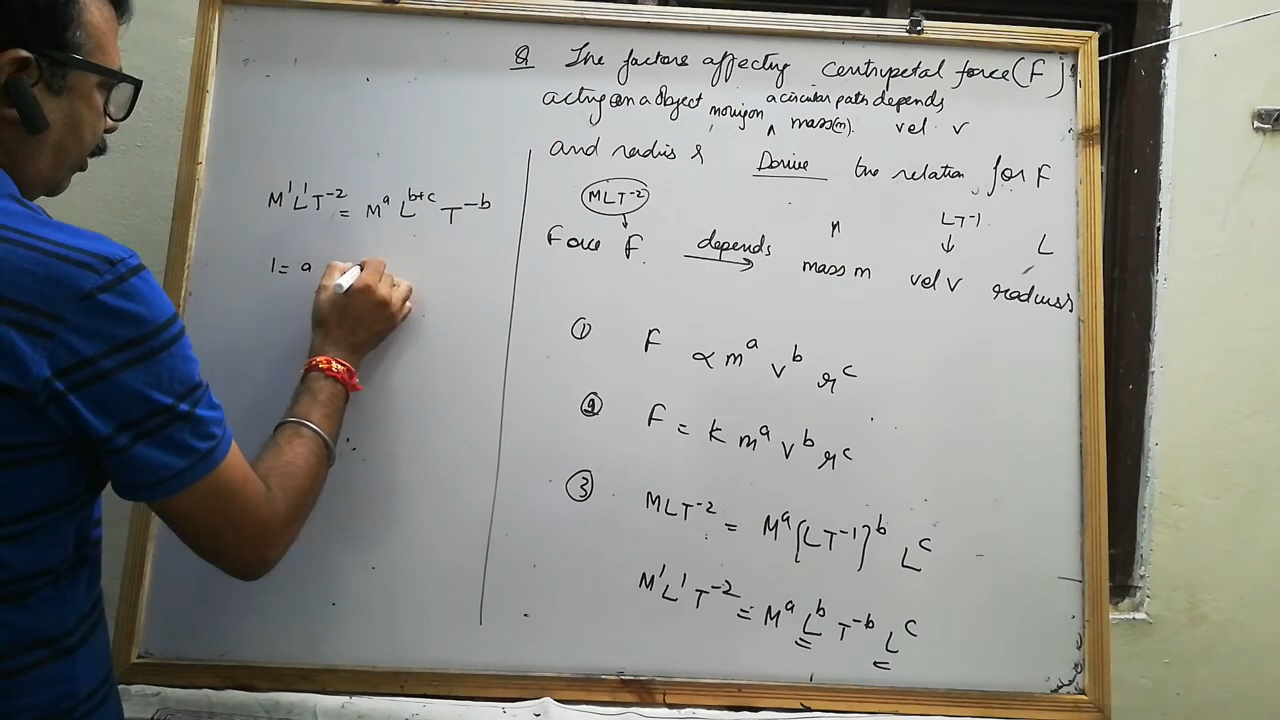 Q The factors affecting centripetal force (F)
acting on a object moving on ^ a circular path depends mass(m). vel. v
and radius r Derive the relation for F
MLT⁻²
M LT⁻¹ L
Force F. depends mass m vel v radius
① F ∝ mᵃ vᵇ rᶜ
② F = K mᵃ vᵇ rᶜ
③ MLT⁻² = Mᵃ [LT⁻¹]ᵇ Lᶜ
M¹L¹T⁻² = Mᵃ Lᵇ T⁻ᵇ Lᶜ
M¹L¹T⁻² = Mᵃ Lᵇ⁺ᶜ T⁻ᵇ
1 = a